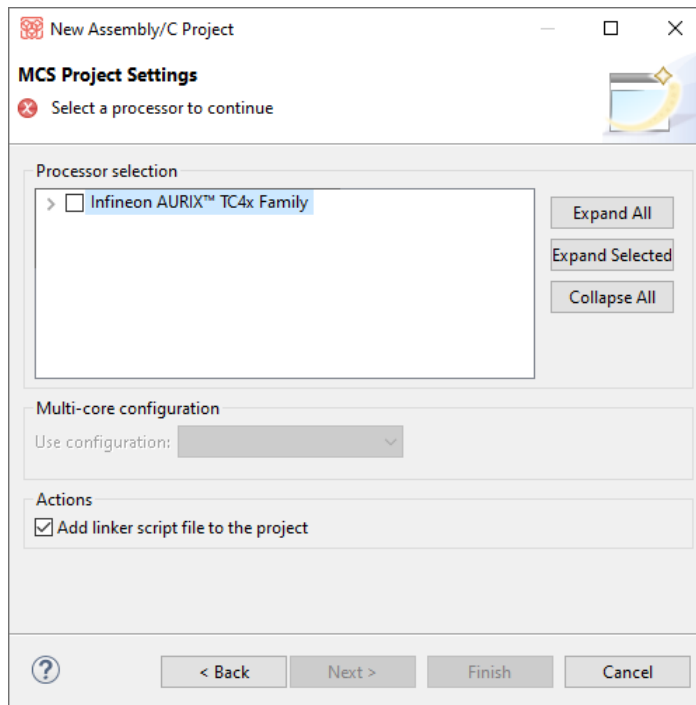 New Assembly/C Project
MCS Project Settings
Select a processor to continue
Processor selection
Infineon AURIX™ TC4x Family
Expand All
Expand Selected
Collapse All
Multi-core configuration
Use configuration:
Actions
Add linker script file to the project
?
< Back
Next >
Finish
Cancel